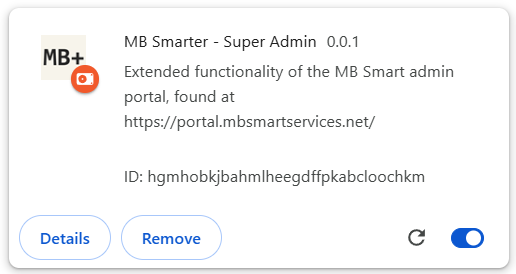 MB+
MB Smarter - Super Admin 0.0.1
Extended functionality of the MB Smart admin
portal, found at
https://portal.mbsmartservices.net/
ID: hgmhobkjbahmlheegdffpkabcloochkm
Details
Remove